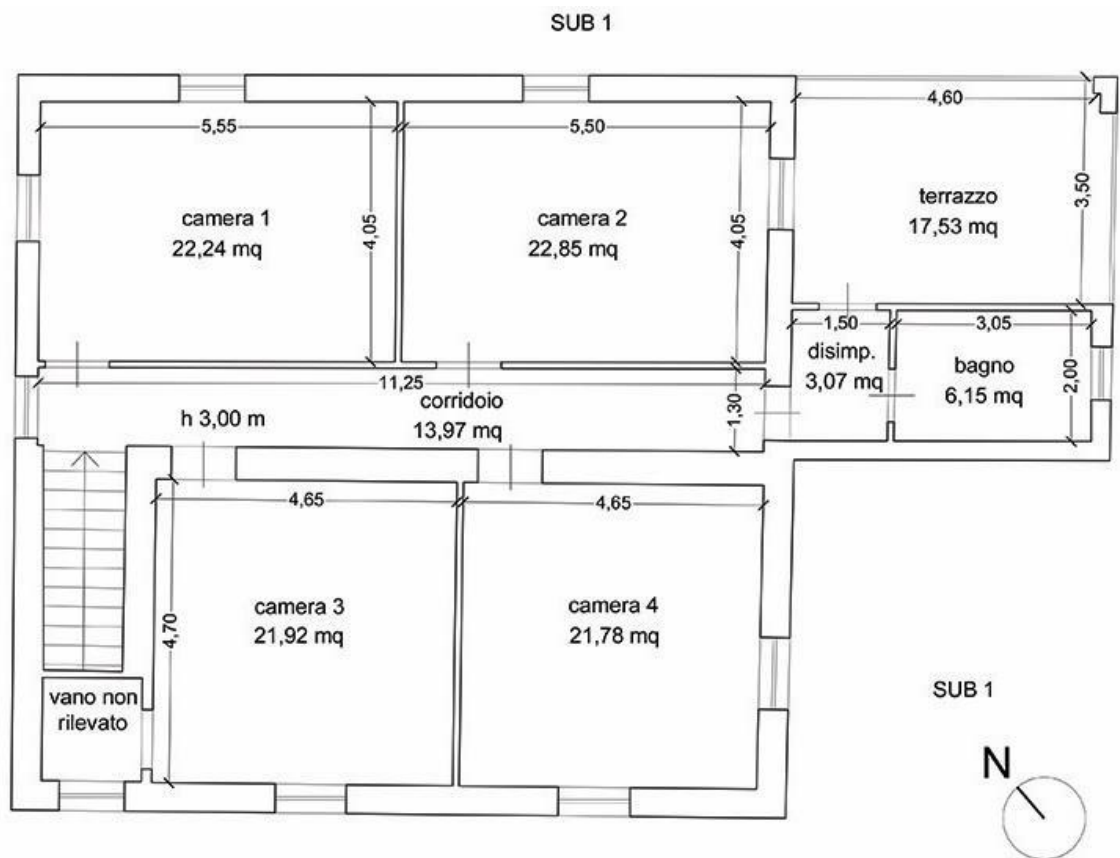 SUB 1
4,60
5,55
5,50
camera 1
22,24 mq
4,05
camera 2
22,85 mq
4,05
terrazzo
17,53 mq
3,50
1,50
3,05
disimp.
3,07 mq
bagno
6,15 mq
2,00
11,25
corridoio
13,97 mq
h 3,00 m
1,30
4,65
4,65
camera 3
21,92 mq
4,70
camera 4
21,78 mq
vano non
rilevato
SUB 1
N